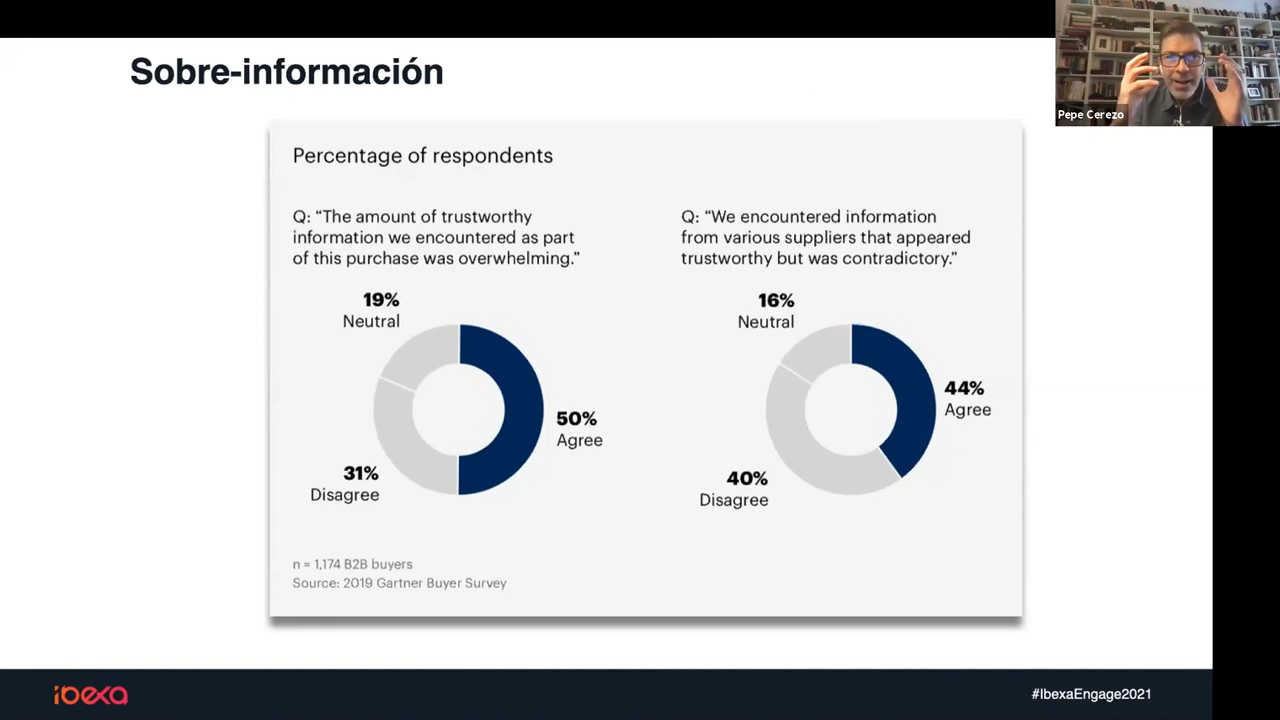 Sobre-información
Pepe Cerezo
Percentage of respondents
Q: “The amount of trustworthy
information we encountered as part
of this purchase was overwhelming.”
19%
Neutral
50%
Agree
31%
Disagree
Q: “We encountered information
from various suppliers that appeared
trustworthy but was contradictory.”
16%
Neutral
44%
Agree
40%
Disagree
n = 1,174 B2B buyers
Source: 2019 Gartner Buyer Survey
ibexa
#IbexaEngage2021